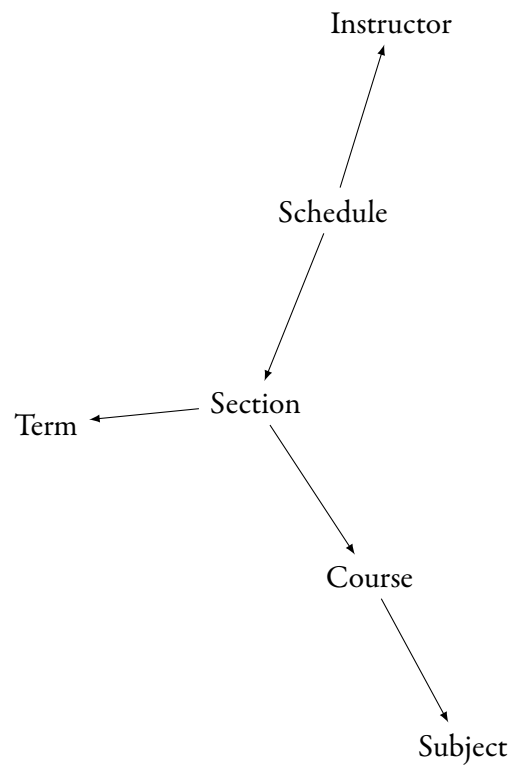 Instructor
Schedule
Section
Term
Course
Subject